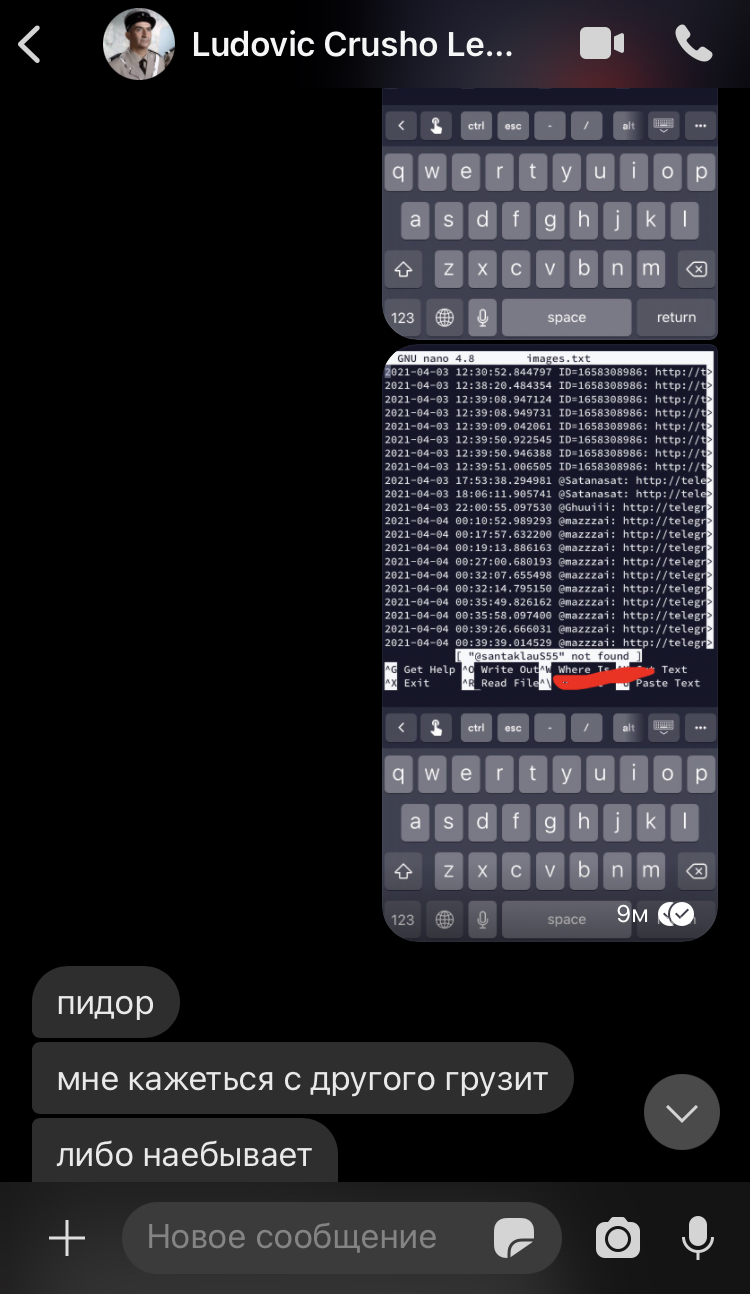 Ludovic Crusho Le...
ctrl esc - / alt ...
q w e r t y u i o p
a s d f g h j k l
z x c v b n m
123 space return
GNU nano 4.8 images.txt
2021-04-03 12:30:52.844797 ID=1658308986: http://t>
2021-04-03 12:38:20.484354 ID=1658308986: http://t>
2021-04-03 12:39:08.947124 ID=1658308986: http://t>
2021-04-03 12:39:08.949731 ID=1658308986: http://t>
2021-04-03 12:39:09.042061 ID=1658308986: http://t>
2021-04-03 12:39:50.922545 ID=1658308986: http://t>
2021-04-03 12:39:50.946388 ID=1658308986: http://t>
2021-04-03 12:39:51.006505 ID=1658308986: http://t>
2021-04-03 17:53:38.294981 @Satanasat: http://tele>
2021-04-03 18:06:11.905741 @Satanasat: http://tele>
2021-04-03 22:00:55.097530 @Ghuuiii: http://telegr>
2021-04-04 00:10:52.989293 @mazzzai: http://telegr>
2021-04-04 00:17:57.632200 @mazzzai: http://telegr>
2021-04-04 00:19:13.886163 @mazzzai: http://telegr>
2021-04-04 00:27:00.680193 @mazzzai: http://telegr>
2021-04-04 00:32:07.655498 @mazzzai: http://telegr>
2021-04-04 00:32:14.795150 @mazzzai: http://telegr>
2021-04-04 00:35:49.826162 @mazzzai: http://telegr>
2021-04-04 00:35:58.097400 @mazzzai: http://telegr>
2021-04-04 00:39:26.666031 @mazzzai: http://telegr>
2021-04-04 00:39:39.014529 @mazzzai: http://telegr>
[ "@santaklauS55" not found ]
^G Get Help ^O Write Out ^W Where Is Text
^X Exit ^R Read File ^\ Paste Text
ctrl esc - / alt ...
q w e r t y u i o p
a s d f g h j k l
z x c v b n m
123 space
9м
пидор
мне кажеться с другого грузит
либо наебывает
Новое сообщение